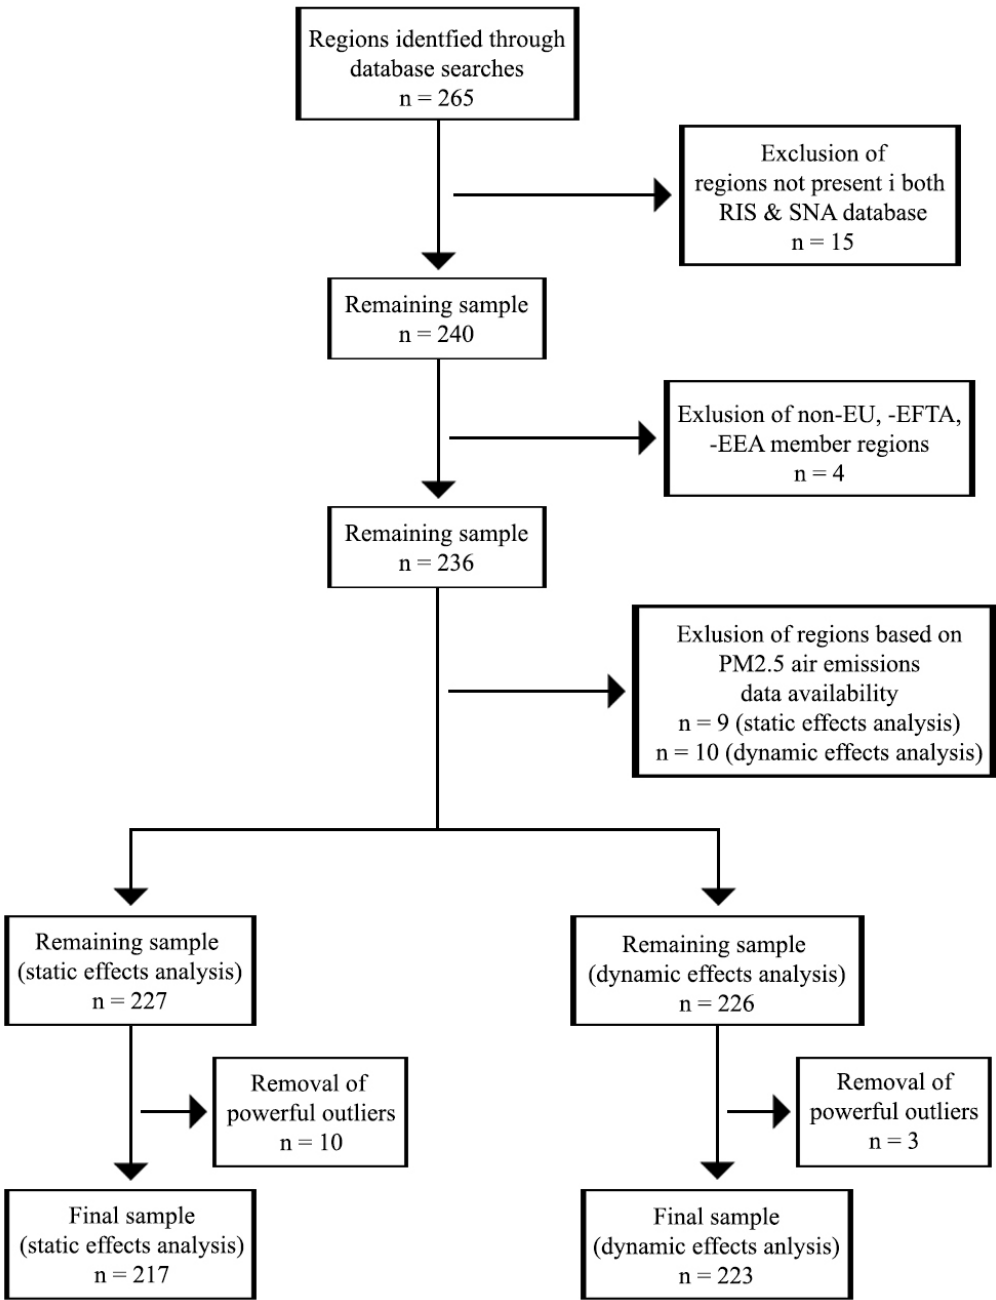 Regions identfied through
database searches
n = 265
Exclusion of
regions not present i both
RIS & SNA database
n = 15
Remaining sample
n = 240
Exlusion of non-EU, -EFTA,
-EEA member regions
n = 4
Remaining sample
n = 236
Exlusion of regions based on
PM2.5 air emissions
data availability
n = 9 (static effects analysis)
n = 10 (dynamic effects analysis)
Remaining sample
(static effects analysis)
n = 227
Remaining sample
(dynamic effects analysis)
n = 226
Removal of
powerful outliers
n = 10
Removal of
powerful outliers
n = 3
Final sample
(static effects analysis)
n = 217
Final sample
(dynamic effects anlysis)
n = 223